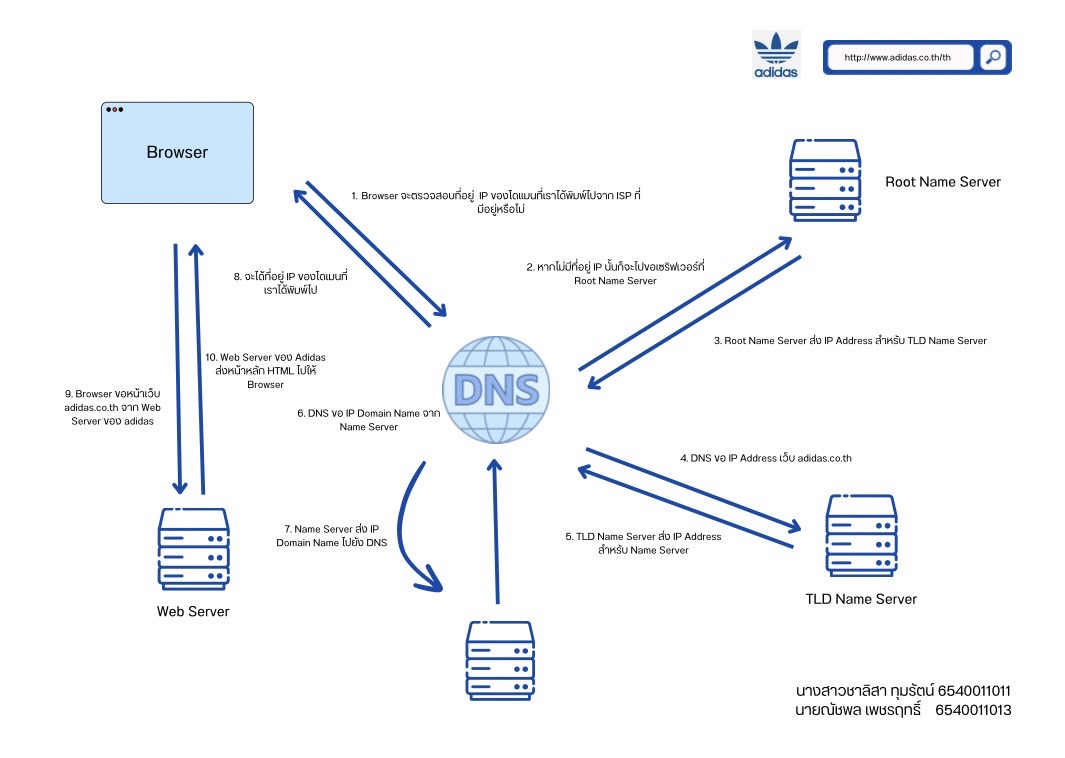 adidas
http://www.adidas.co.th/th
Browser
Root Name Server
1. Browser จะตรวจสอบที่อยู่ IP ของโดแมนที่เราได้พิมพ์ไปจาก ISP ที่
มีอยู่หรือไม่
2. หากไม่มีที่อยู่ IP นั้นก็จะไปขอเซริฟเวอร์ที่
Root Name Server
8. จะได้ที่อยู่ IP ของโดเมนที่
เราได้พิมพ์ไป
3. Root Name Server ส่ง IP Address สำหรับ TLD Name Server
10. Web Server ของ Adidas
ส่งหน้าหลัก HTML ไปให้
Browser
9. Browser ขอหน้าเว็บ
adidas.co.th จาก Web
Server ของ adidas
DNS
6. DNS ขอ IP Domain Name จาก
Name Server
4. DNS ขอ IP Address เว็บ adidas.co.th
7. Name Server ส่ง IP
Domain Name ไปยัง DNS
5. TLD Name Server ส่ง IP Address
สำหรับ Name Server
TLD Name Server
Web Server
นางสาวชาลิสา ทุมรัตน์ 6540011011
นายณัชพล เพชรฤทธิ์ 6540011013